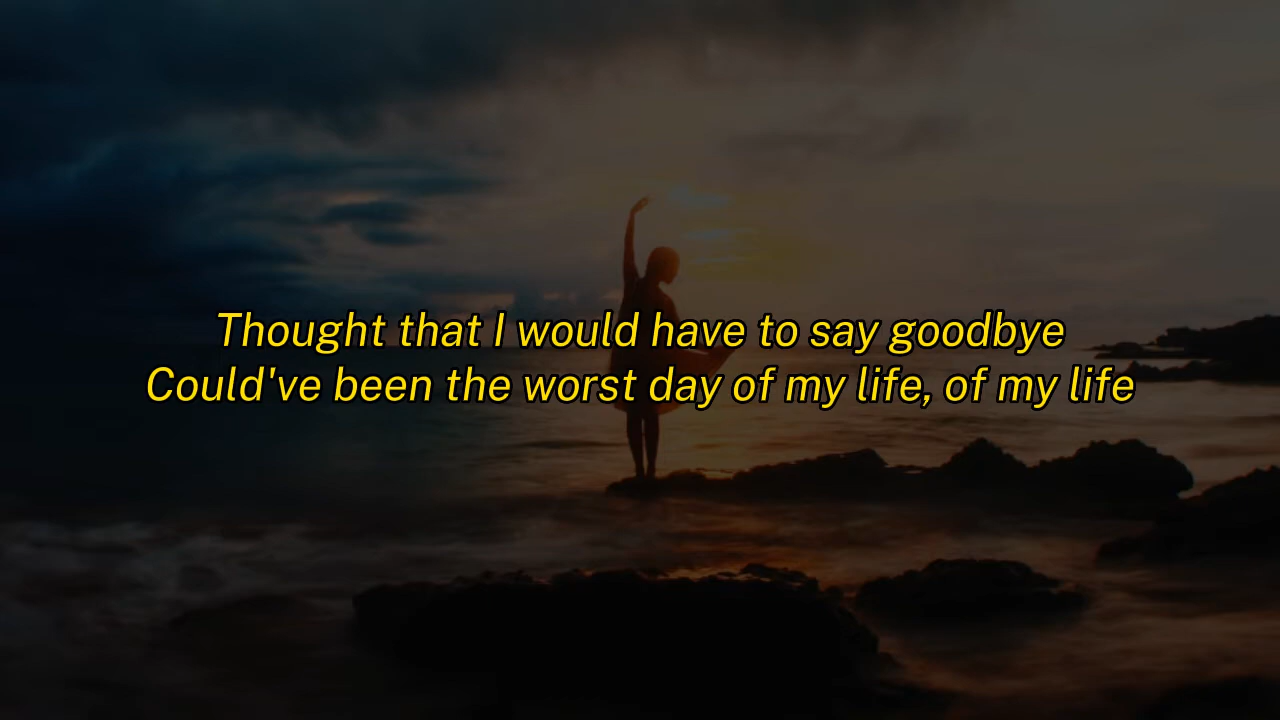 Thought that I would have to say goodbye
Could've been the worst day of my life, of my life